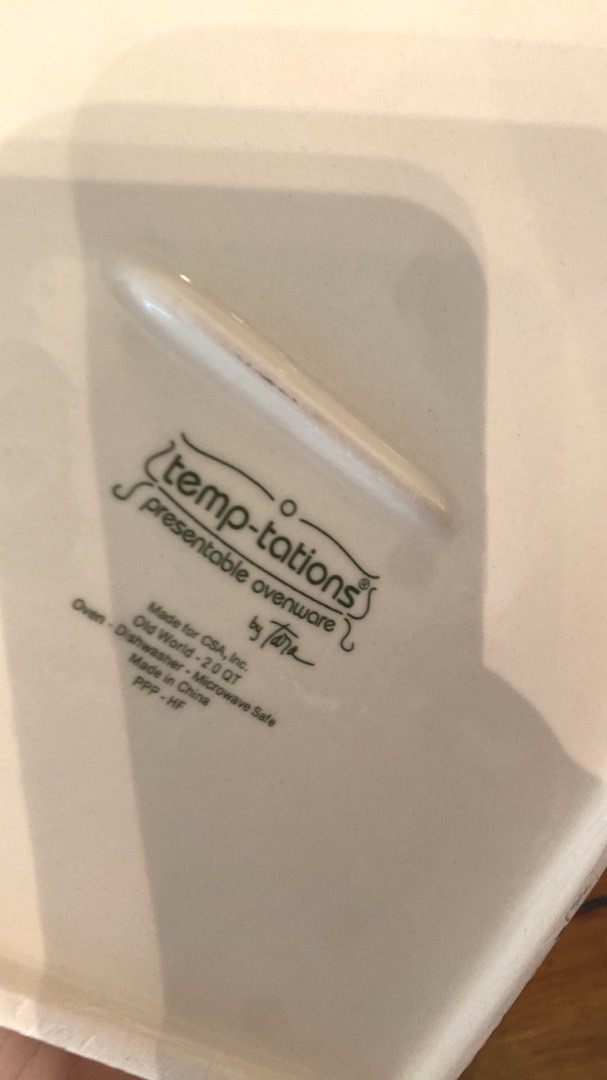 temp-tations®
presentable ovenware
by Tara
Made for CSA, Inc.
Old World - 2.0 QT
Oven - Dishwasher - Microwave Safe
Made in China
PPP - HF